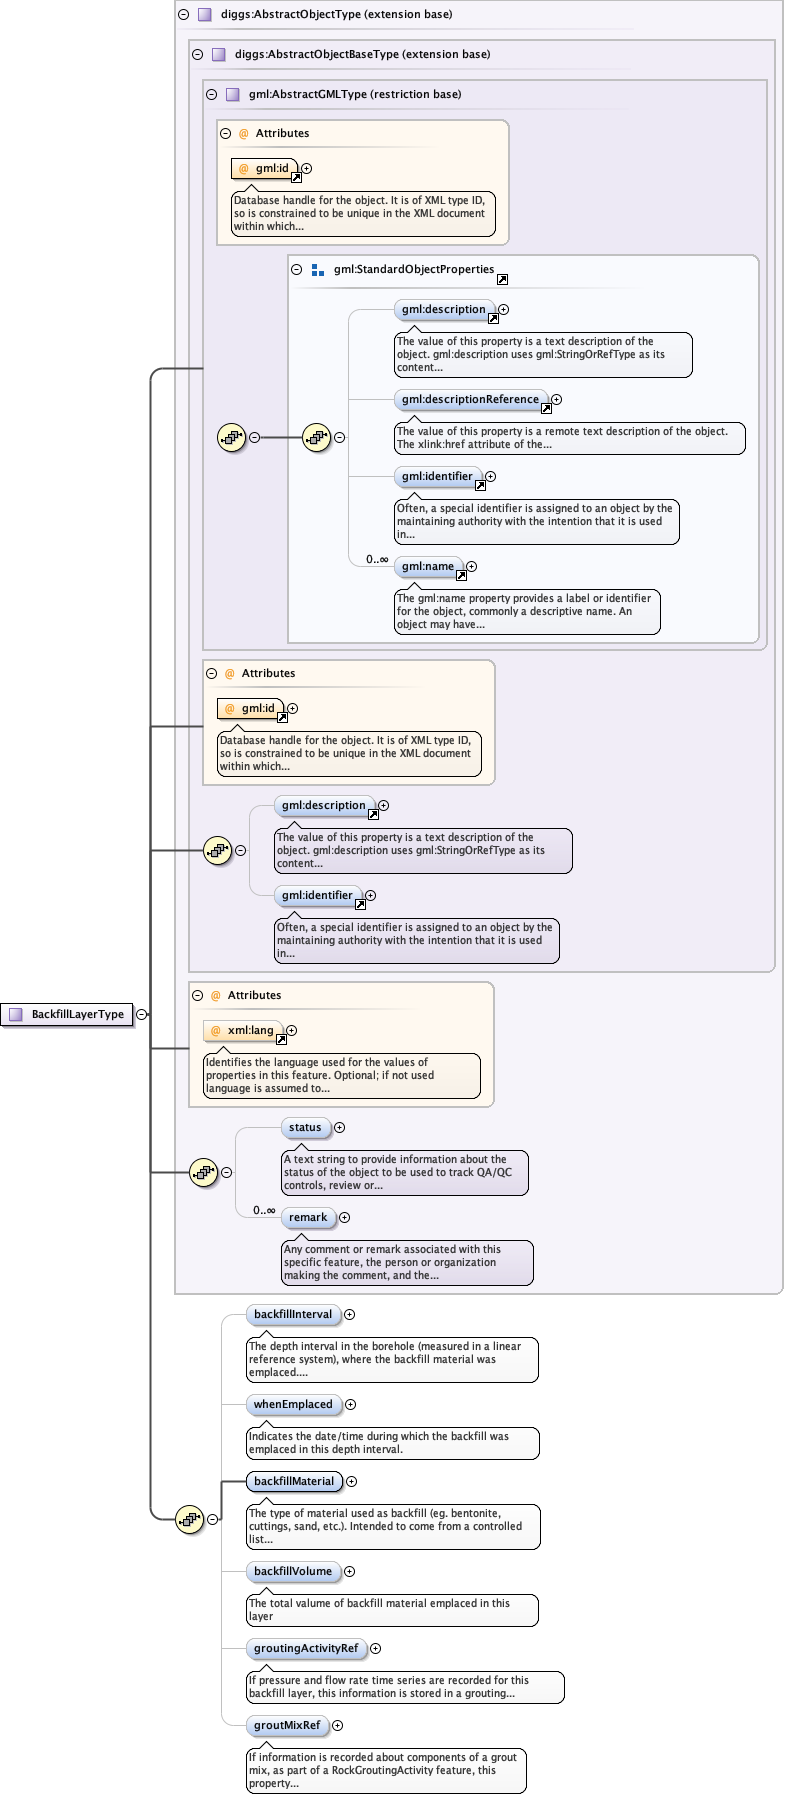 diggs:AbstractObjectType (extension base)
diggs:AbstractObjectBaseType (extension base)
gml:AbstractGMLType (restriction base)
@ Attributes
@ gml:id
Database handle for the object. It is of XML type ID,
so is constrained to be unique in the XML document
within which...
gml:StandardObjectProperties
gml:description
The value of this property is a text description of the
object. gml:description uses gml:StringOrRefType as its
content...
gml:descriptionReference
The value of this property is a remote text description of the object.
The xlink:href attribute of the...
gml:identifier
Often, a special identifier is assigned to an object by the
maintaining authority with the intention that it is used
in...
0..∞
gml:name
The gml:name property provides a label or identifier
for the object, commonly a descriptive name. An
object may have...
@ Attributes
@ gml:id
Database handle for the object. It is of XML type ID,
so is constrained to be unique in the XML document
within which...
gml:description
The value of this property is a text description of the
object. gml:description uses gml:StringOrRefType as its
content...
gml:identifier
Often, a special identifier is assigned to an object by the
maintaining authority with the intention that it is used
in...
@ Attributes
BackfillLayerType
@ xml:lang
Identifies the language used for the values of
properties in this feature. Optional; if not used
language is assumed to...
status
A text string to provide information about the
status of the object to be used to track QA/QC
controls, review or...
0..∞
remark
Any comment or remark associated with this
specific feature, the person or organization
making the comment, and the...
backfillInterval
The depth interval in the borehole (measured in a linear
reference system), where the backfill material was
emplaced....
whenEmplaced
Indicates the date/time during which the backfill was
emplaced in this depth interval.
backfillMaterial
The type of material used as backfill (eg. bentonite,
cuttings, sand, etc.). Intended to come from a controlled
list...
backfillVolume
The total valume of backfill material emplaced in this
layer
groutingActivityRef
If pressure and flow rate time series are recorded for this
backfill layer, this information is stored in a grouting...
groutMixRef
If information is recorded about components of a grout
mix, as part of a RockGroutingActivity feature, this
property...